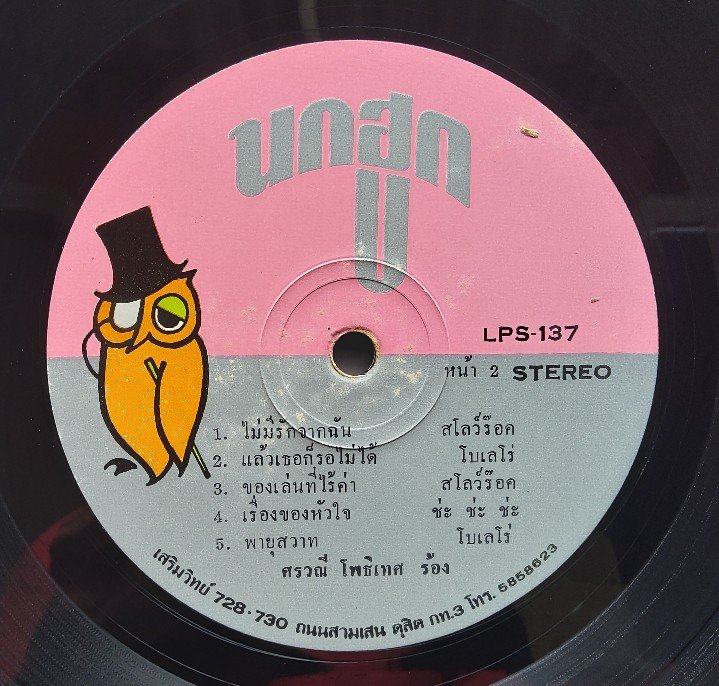 นกฮูก
LPS-137
หน้า 2 STEREO
1. ไม่มีรักจากฉัน สโลว์ร๊อค
2. แล้วเธอก็รอไม่ได้ โบเลโร่
3. ของเล่นที่ไร้ค่า สโลว์ร๊อค
4. เรื่องของหัวใจ ช่ะ ช่ะ ช่ะ
5. พายุสวาท โบเลโร่
ศรวณี โพธิเทศ ร้อง
เสริมวิทย์ 728-730 ถนนสามเสน ดุสิต กท.3 โทร. 5858623